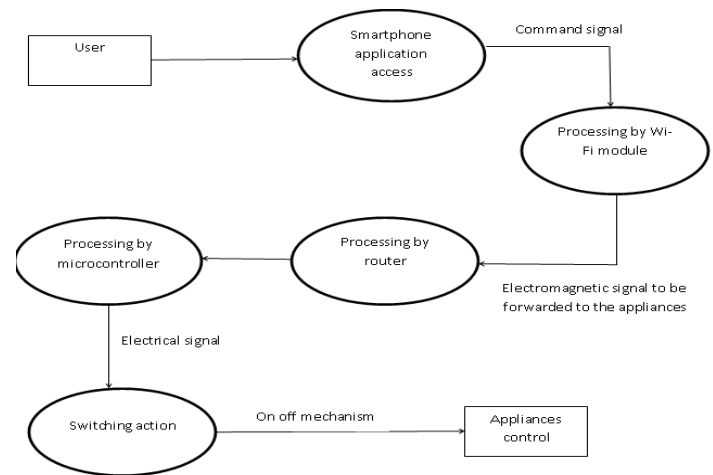 User
Smartphone
application
access
Command signal
Processing by Wi-
Fi module
Processing by
router
Processing by
microcontroller
Electromagnetic signal to be
forwarded to the appliances
Electrical signal
Switching action
On off mechanism
Appliances
control